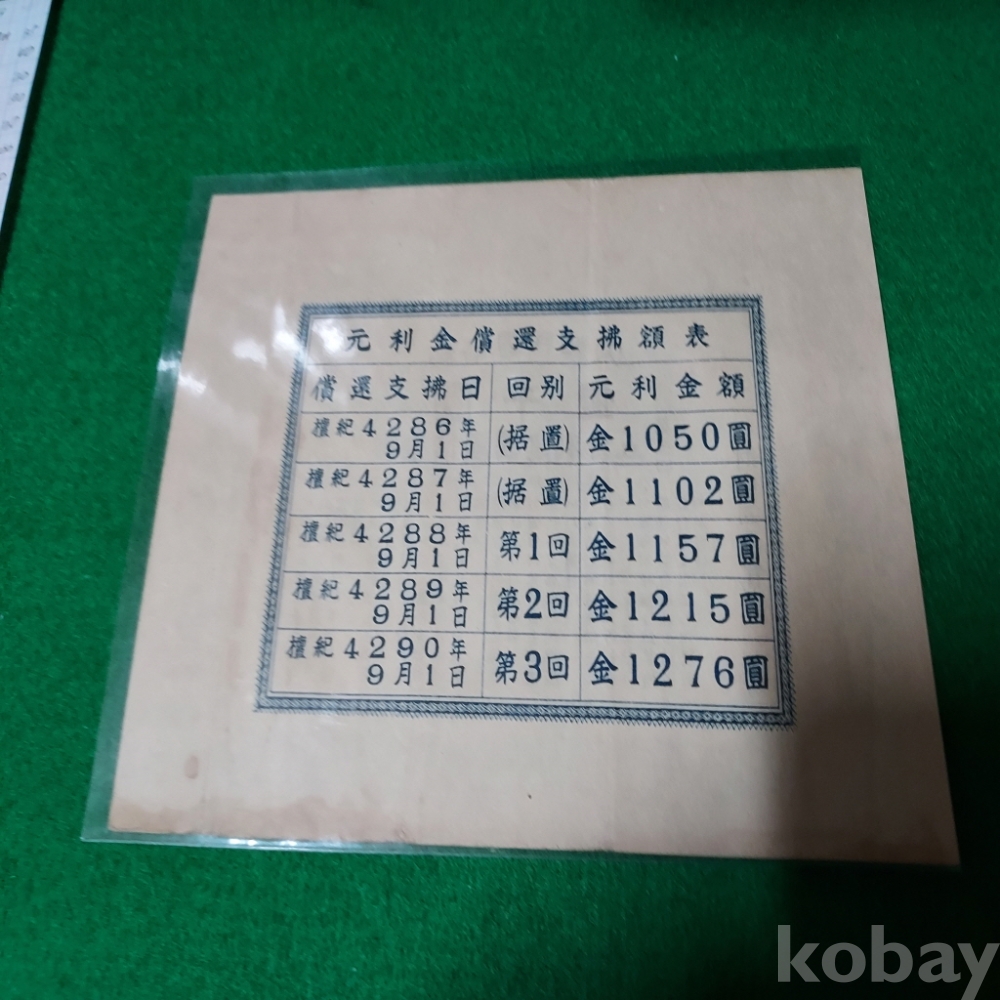 元利金償還支拂額表
償還支拂日 回別 元利金額
檀紀4286年 9月1日 (据置) 金1050圓
檀紀4287年 9月1日 (据置) 金1102圓
檀紀4288年 9月1日 第1回 金1157圓
檀紀4289年 9月1日 第2回 金1215圓
檀紀4290年 9月1日 第3回 金1276圓
kobay